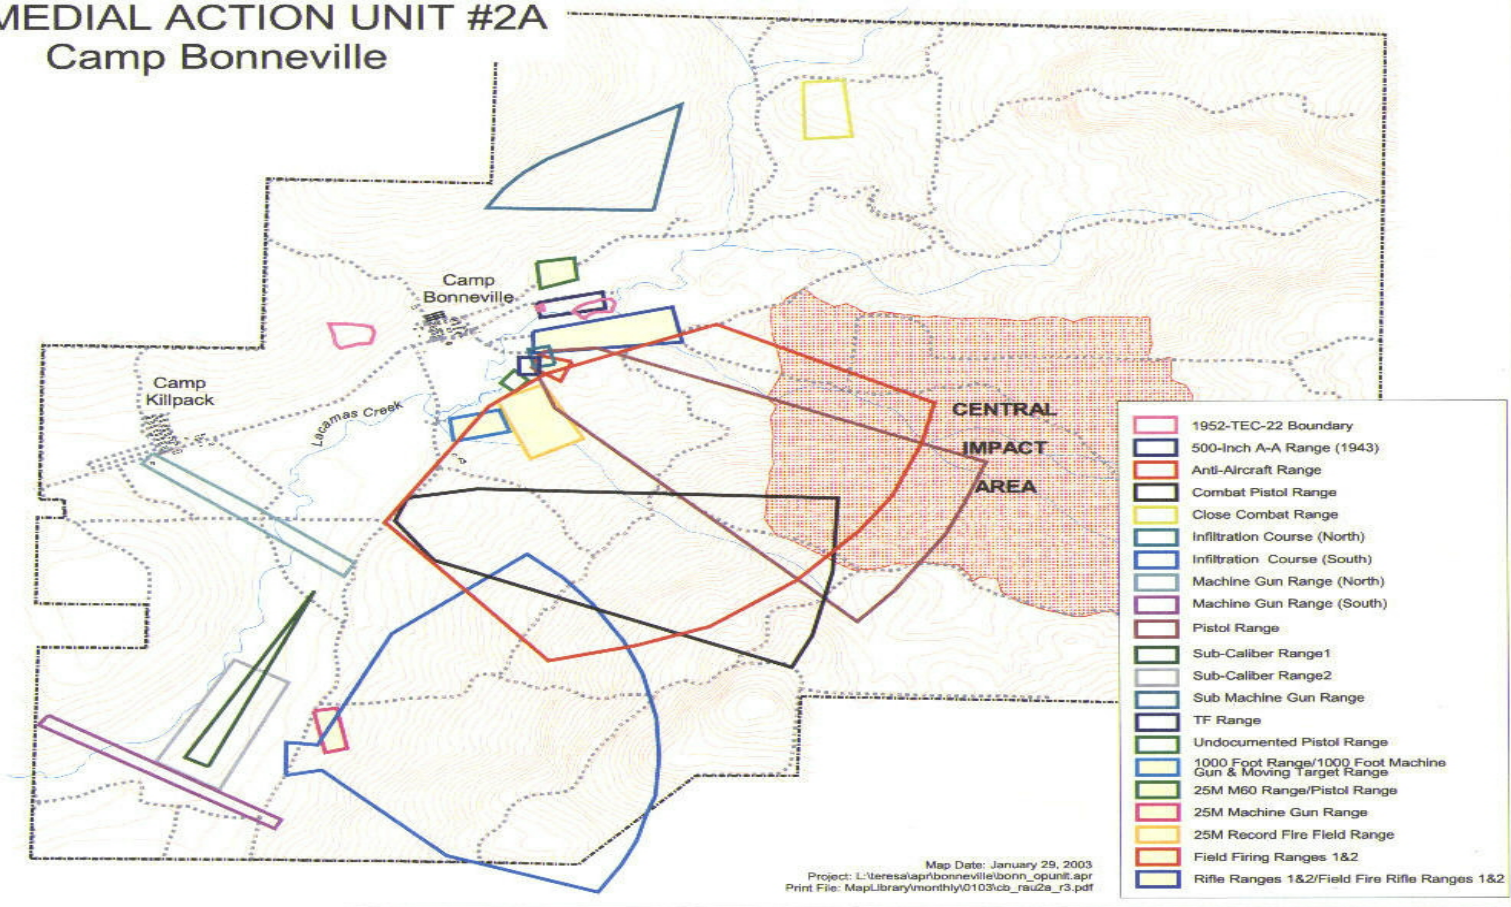 MEDIAL ACTION UNIT #2A
Camp Bonneville
Camp
Bonneville
Camp
Killpack
Lacamas Creek
CENTRAL
IMPACT
AREA
1952-TEC-22 Boundary
500-Inch A-A Range (1943)
Anti-Aircraft Range
Combat Pistol Range
Close Combat Range
Infiltration Course (North)
Infiltration Course (South)
Machine Gun Range (North)
Machine Gun Range (South)
Pistol Range
Sub-Caliber Range1
Sub-Caliber Range2
Sub Machine Gun Range
TF Range
Undocumented Pistol Range
1000 Foot Range/1000 Foot Machine
Gun & Moving Target Range
25M M60 Range/Pistol Range
25M Machine Gun Range
25M Record Fire Field Range
Field Firing Ranges 1&2
Rifle Ranges 1&2/Field Fire Rifle Ranges 1&2
Map Date: January 29, 2003
Project: L:\teresa\apr\bonneville\bonn_opunit.apr
Print File: MapLibrary\monthly\0103\cb_rau2a_r3.pdf